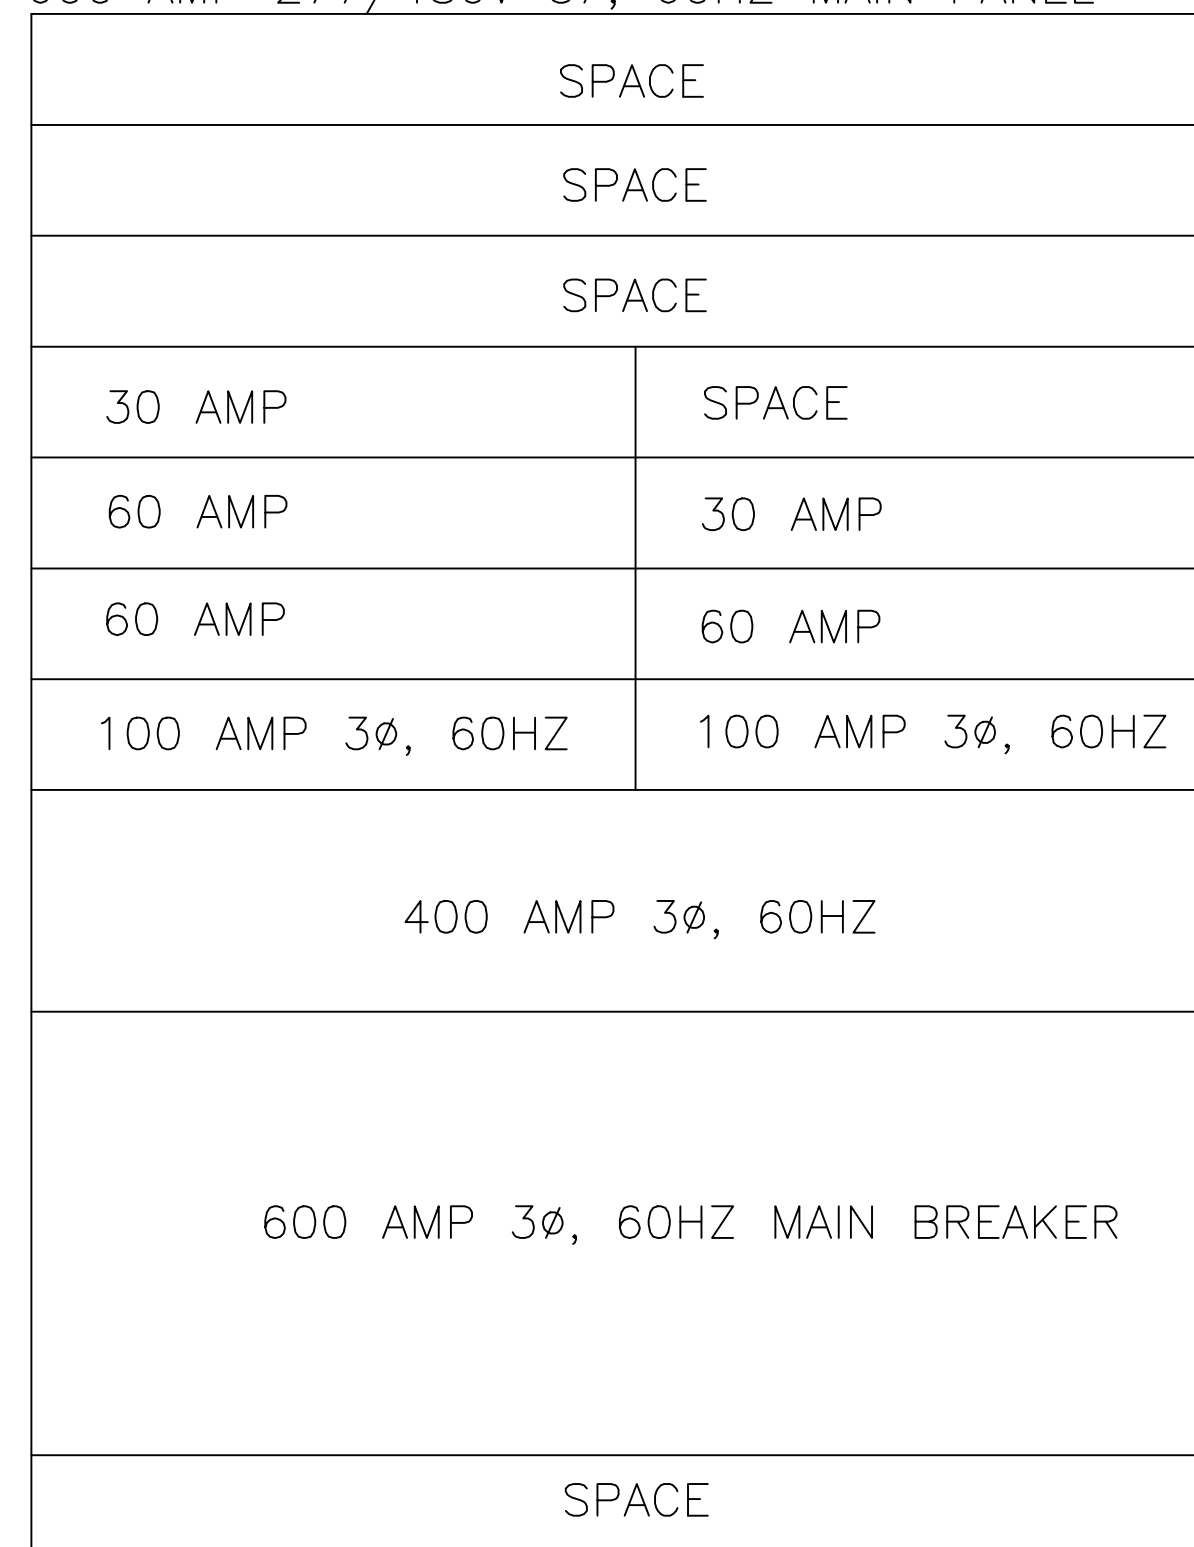 SPACE
SPACE
SPACE
30 AMP SPACE
60 AMP 30 AMP
60 AMP 60 AMP
100 AMP 3ø, 60HZ 100 AMP 3ø, 60HZ
400 AMP 3ø, 60HZ
600 AMP 3ø, 60HZ MAIN BREAKER
SPACE